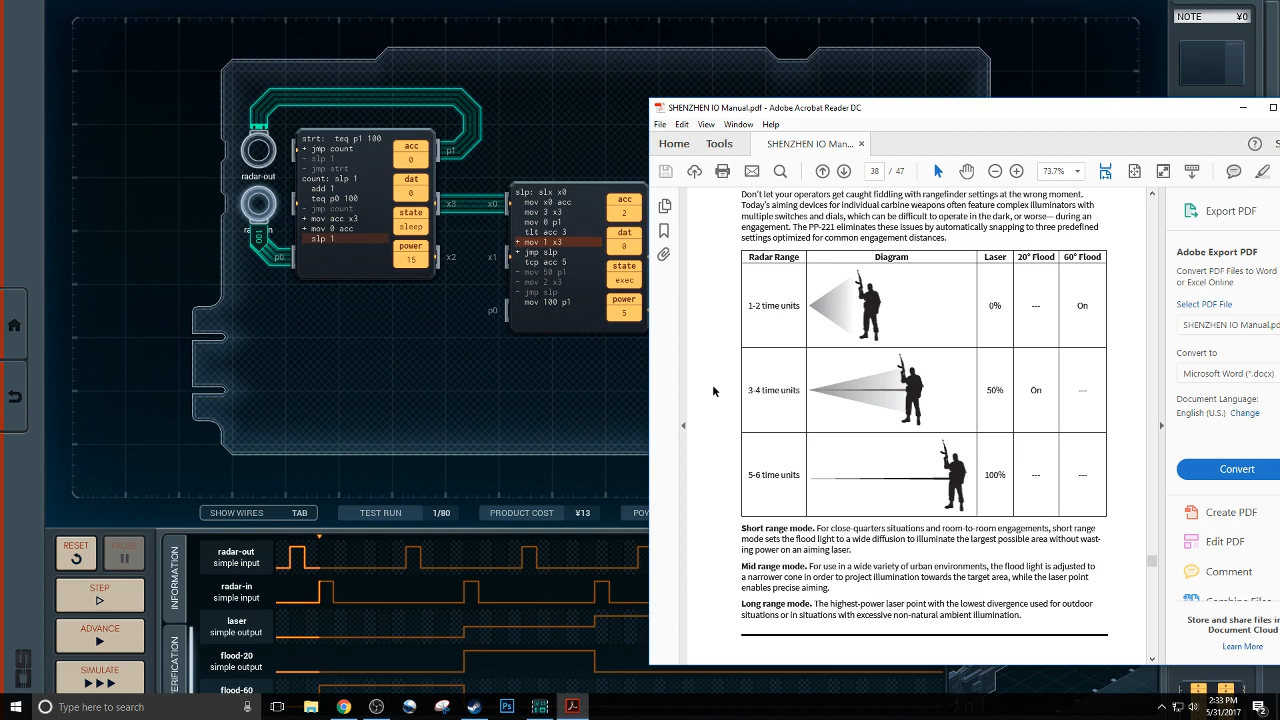 NOTE ¥0
SHENZHEN IO Manual.pdf - Adobe Acrobat Reader DC
File Edit View Window Help
Home Tools SHENZHEN IO Man... ×
38 / 47 73.7%
radar-out
strt: teq p1 100
+ jmp count
- slp 1
- jmp strt
count: slp 1
add 1
teq p0 100
- jmp count
+ mov acc x3
+ mov 0 acc
slp 1
acc
0
dat
0
state
sleep
power
15
p1
x3
x2
p0
100
x0
x1
p0
slp: slx x0
mov x0 acc
mov 3 x3
mov 0 p1
tlt acc 3
+ mov 1 x3
+ jmp slp
tcp acc 5
- mov 50 p1
- mov 2 x3
- jmp slp
mov 100 p1
acc
2
dat
0
state
exec
power
5
Don't let your operators get caught fiddling with rangefinder settings at the wrong moment.
Today's aiming devices for individual carbine weapons often feature complex illuminators with
multiple switches and dials, which can be difficult to operate in the dark, or worse— during an
engagement. The PP-221 eliminates these issues by automatically snapping to three predefined
settings optimized for common engagement distances.
Radar Range Diagram Laser 20° Flood 60° Flood
1-2 time units 0% --- On
3-4 time units 50% On ---
5-6 time units 100% --- ---
Short range mode. For close-quarters situations and room-to-room engagements, short range
mode sets the flood light to a wide diffusion to illuminate the largest possible area without wast-
ing power on an aiming laser.
Mid range mode. For use in a wide variety of urban environments, the flood light is adjusted to
a narrower cone in order to project illumination towards the target area, while the laser point
enables precise aiming.
Long range mode. The highest-power laser point with the lowest divergence used for outdoor
situations or in situations with excessive non-natural ambient illumination.
Export PDF
Adobe Export PDF
Convert PDF Files to Word
or Excel Online
Select PDF File
SHENZHEN IO Manual.pd
Convert to
Microsoft Word (*.docx)
Document Language:
English (U.S.) Change
Convert
Create PDF
Edit PDF
Comment
Combine Files
Store and share files in the
Document Cloud
Learn More
SHOW WIRES TAB
TEST RUN 1/80
PRODUCT COST ¥13
POW
RESET
PAUSE
STEP
ADVANCE
SIMULATE
INFORMATION
VERIFICATION
radar-out
simple input
radar-in
simple input
laser
simple output
flood-20
simple output
flood-60
Type here to search
2:33 PM
5/31/2017